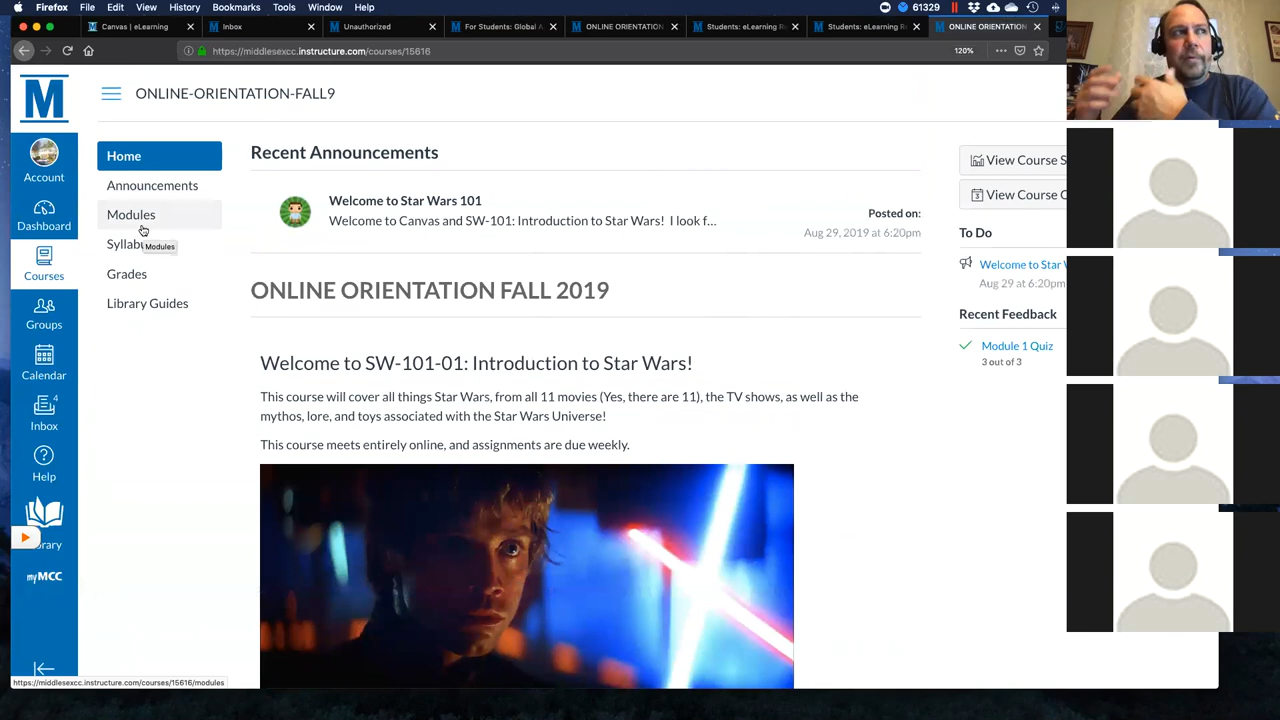 Firefox File Edit View History Bookmarks Tools Window Help 61329
Canvas | eLearning
Inbox
Unauthorized
For Students: Global A
ONLINE ORIENTATION
Students: eLearning R
Students: eLearning R
ONLINE ORIENTATION
https://middlesexcc.instructure.com/courses/15616
120%
M
ONLINE-ORIENTATION-FALL9
Account
Dashboard
Courses
Groups
Calendar
4
Inbox
Help
brary
myMCC
Home
Announcements
Modules
Syllabu
Modules
Grades
Library Guides
Recent Announcements
Welcome to Star Wars 101
Welcome to Canvas and SW-101: Introduction to Star Wars! I look f...
Posted on:
Aug 29, 2019 at 6:20pm
ONLINE ORIENTATION FALL 2019
Welcome to SW-101-01: Introduction to Star Wars!
This course will cover all things Star Wars, from all 11 movies (Yes, there are 11), the TV shows, as well as the
mythos, lore, and toys associated with the Star Wars Universe!
This course meets entirely online, and assignments are due weekly.
View Course S
View Course C
To Do
Welcome to Star
Aug 29 at 6:20pm
Recent Feedback
Module 1 Quiz
3 out of 3
https://middlesexcc.instructure.com/courses/15616/modules